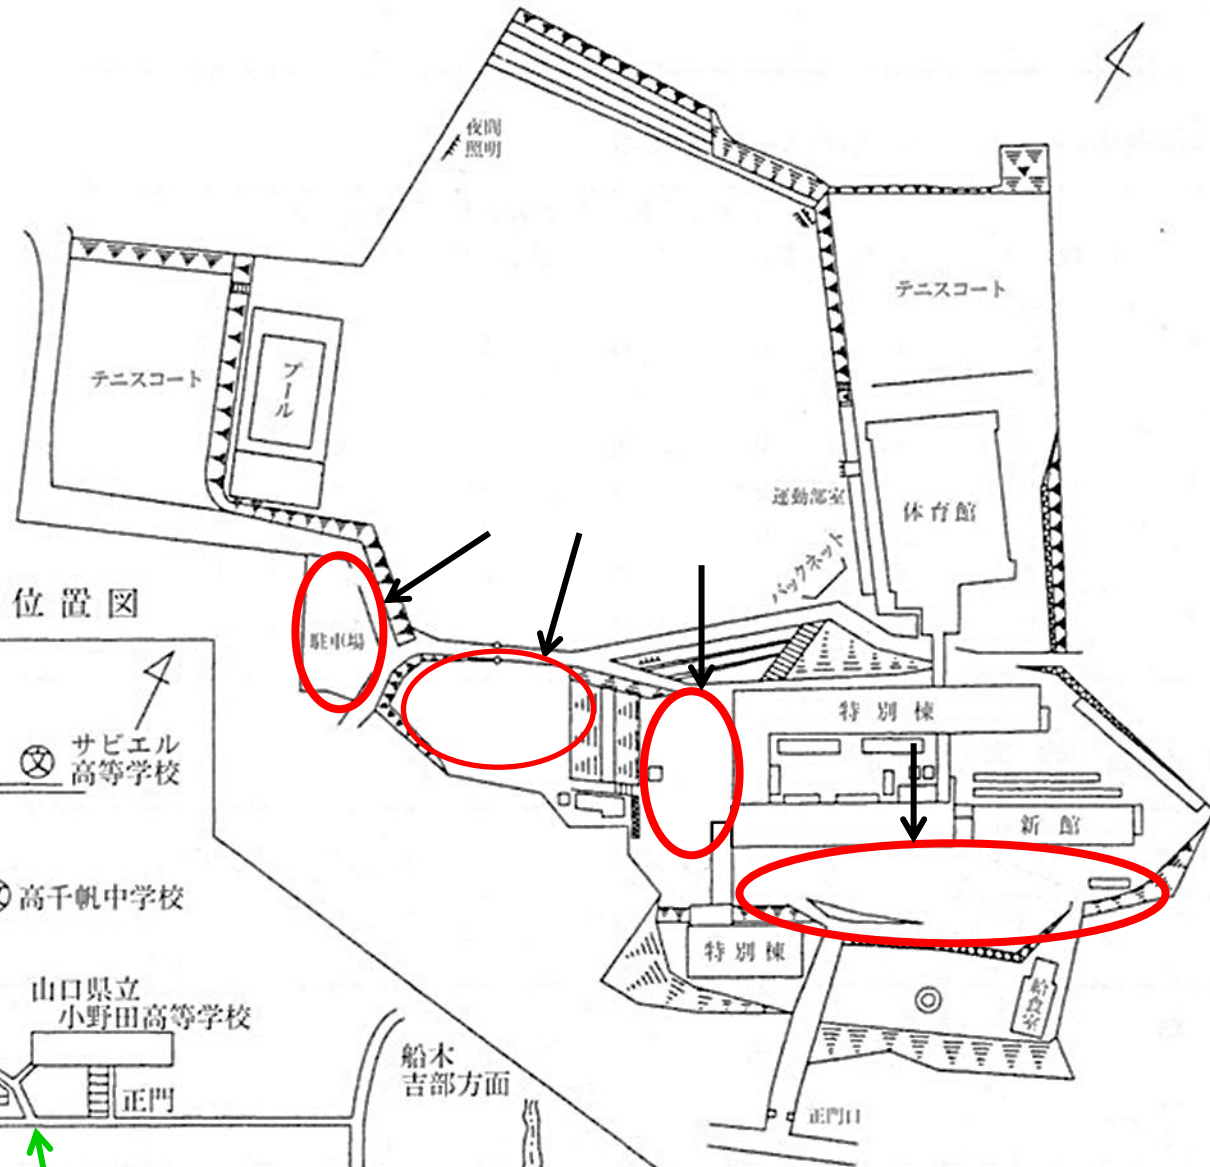 夜間
照明
テニスコート
テニスコート
プール
運動部室
体育館
バックネット
位置図
駐車場
特別棟
サビエル
高等学校
新館
高千帆中学校
特別棟
給食室
山口県立
小野田高等学校
船木
吉部方面
正門
正門口